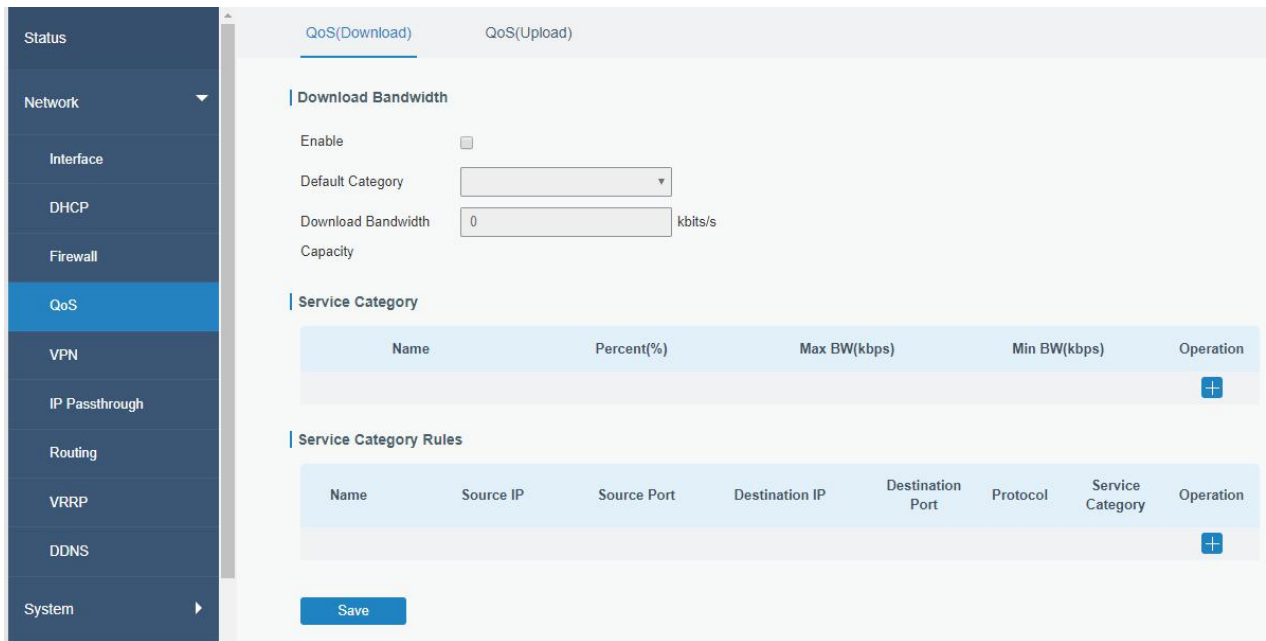 Status
Network
Interface
DHCP
Firewall
QoS
VPN
IP Passthrough
Routing
VRRP
DDNS
System
QoS(Download) QoS(Upload)
Download Bandwidth
Enable
Default Category
Download Bandwidth Capacity 0 kbits/s
Service Category
Name Percent(%) Max BW(kbps) Min BW(kbps) Operation
Service Category Rules
Name Source IP Source Port Destination IP Destination Port Protocol Service Category Operation
Save